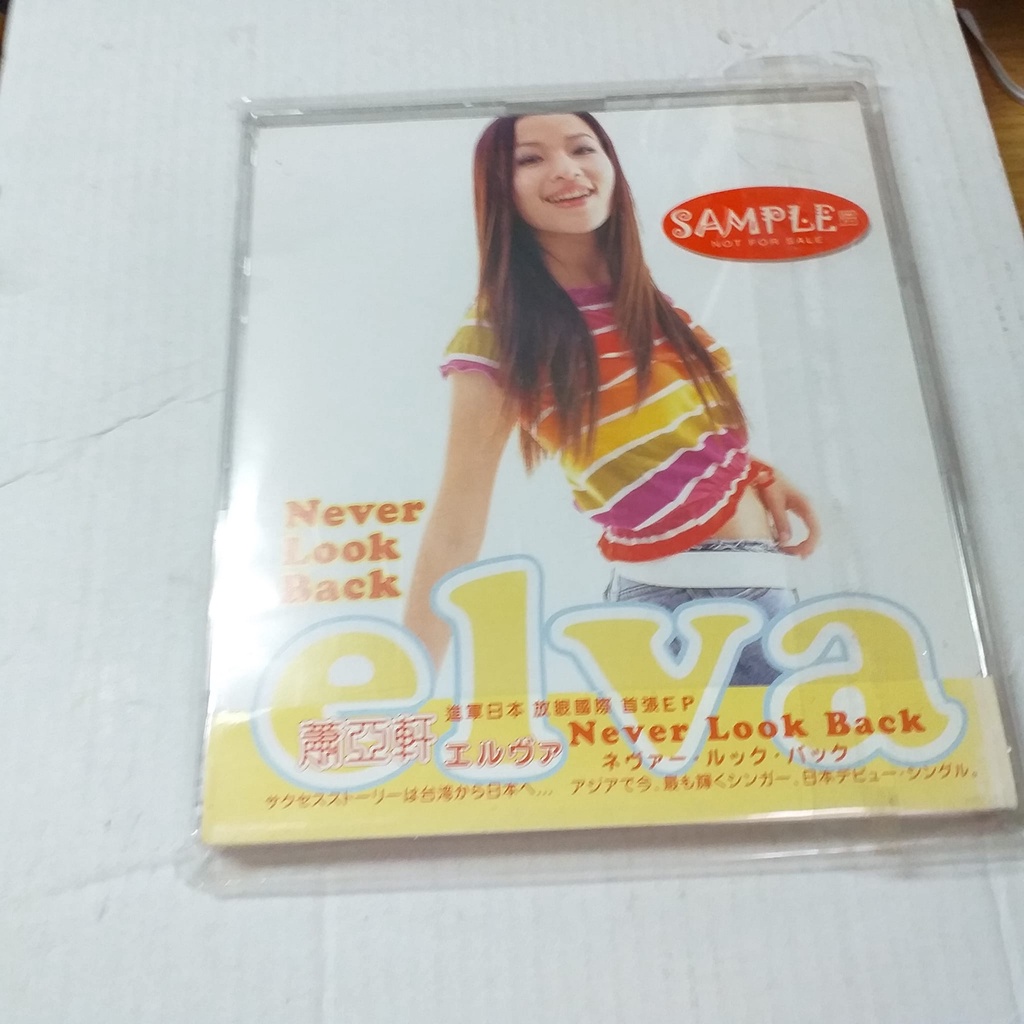 SAMPLE
NOT FOR SALE
Never
Look
Back
elva
進軍日本 放眼國際 首張EP
蕭亞軒 エルヴァ Never Look Back
ネヴァー・ルック・バック
サクセスストーリーは台湾から日本へ... アジアで今、最も輝くシンガー、日本デビュー・シングル。